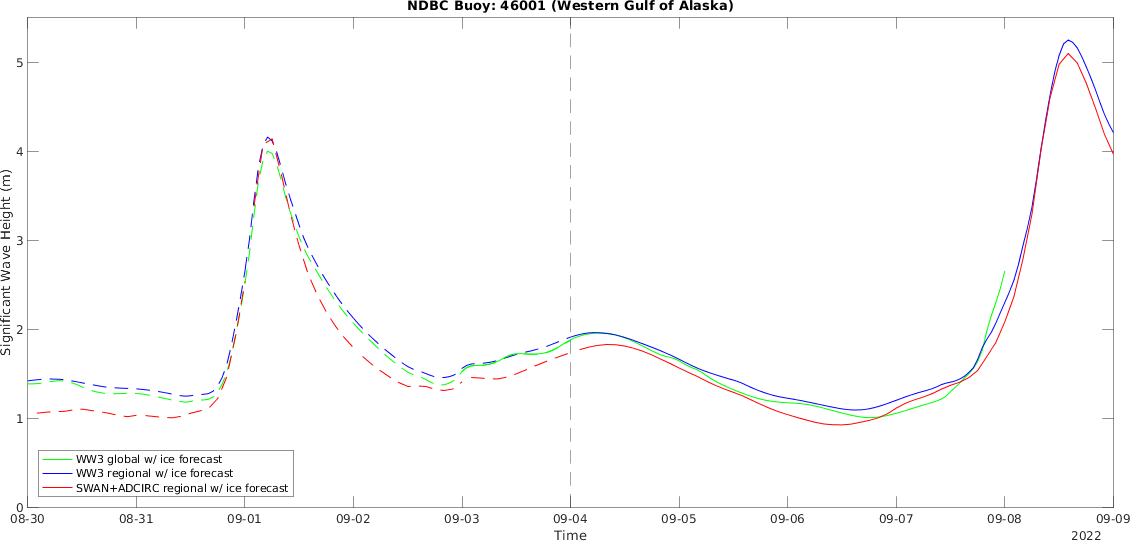 NDBC Buoy: 46001 (Western Gulf of Alaska)
Significant Wave Height (m)
5
4
3
2
1
0
WW3 global w/ ice forecast
WW3 regional w/ ice forecast
SWAN+ADCIRC regional w/ ice forecast
08-30 08-31 09-01 09-02 09-03 09-04 09-05 09-06 09-07 09-08 09-09
Time
2022